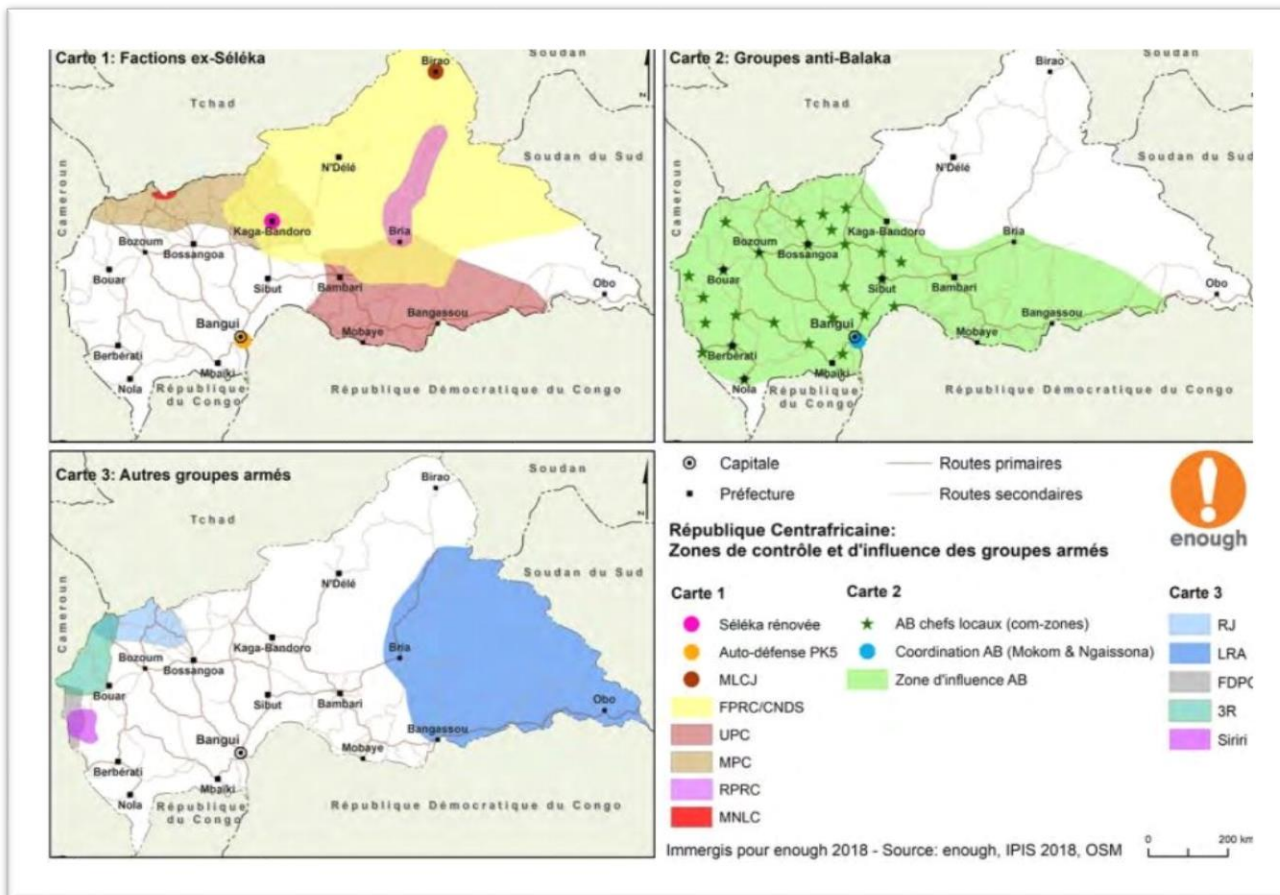 Carte 1: Factions ex-Séléka
Soudan
Birao
Tchad
N'Délé
Soudan du Sud
Cameroun
Kaga-Bandoro
Bria
Bozoum
Bossangoa
Bouar
Sibut
Bambari
Obo
Bangui
Bangassou
Mobaye
Berbérati
Mbaïki
Nola
République
du Congo
République Démocratique du Congo
Carte 2: Groupes anti-Balaka
Soudan
Birao
Tchad
N'Délé
Soudan du Sud
Cameroun
Kaga-Bandoro
Bria
Bozoum
Bossangoa
Bouar
Sibut
Bambari
Obo
Bangui
Bangassou
Mobaye
Berbérati
Mbaïki
Nola
République
du Congo
République Démocratique du Congo
Carte 3: Autres groupes armés
Soudan
Birao
Tchad
N'Délé
Soudan du Sud
Cameroun
Kaga-Bandoro
Bria
Bozoum
Bossangoa
Bouar
Sibut
Bambari
Obo
Bangui
Bangassou
Mobaye
Berbérati
Mbaïki
Nola
République
du Congo
République Démocratique du Congo
Capitale
Routes primaires
Préfecture
Routes secondaires
enough
République Centrafricaine:
Zones de contrôle et d'influence des groupes armés
Carte 1
Séléka rénovée
Auto-défense PK5
MLCJ
FPRC/CNDS
UPC
MPC
RPRC
MNLC
Carte 2
AB chefs locaux (com-zones)
Coordination AB (Mokom & Ngaissona)
Zone d'influence AB
Carte 3
RJ
LRA
FDPC
3R
Siriri
0 200 km
Immergis pour enough 2018 - Source: enough, IPIS 2018, OSM